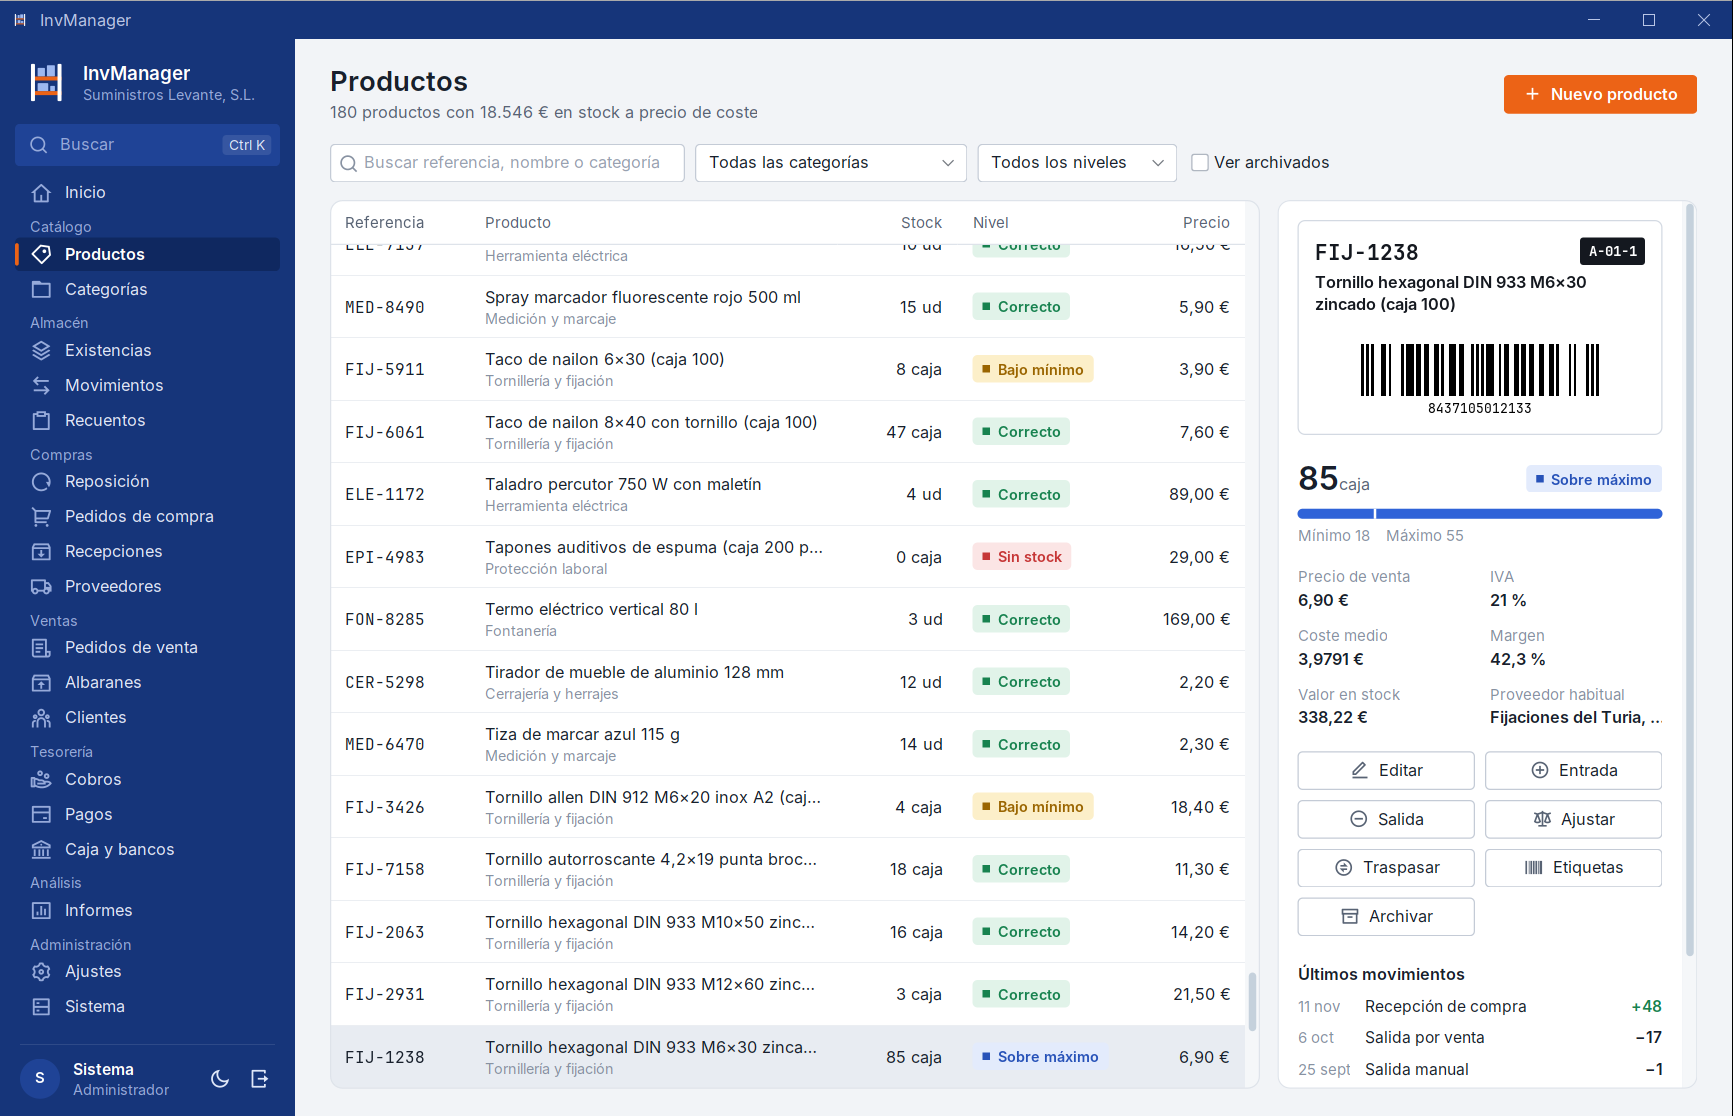 InvManager
InvManager
Suministros Levante, S.L.
Buscar Ctrl K
Inicio
Catálogo
Productos
Categorías
Almacén
Existencias
Movimientos
Recuentos
Compras
Reposición
Pedidos de compra
Recepciones
Proveedores
Ventas
Pedidos de venta
Albaranes
Clientes
Tesorería
Cobros
Pagos
Caja y bancos
Análisis
Informes
Administración
Ajustes
Sistema
S
Sistema
Administrador
Productos
180 productos con 18.546 € en stock a precio de coste
+ Nuevo producto
Buscar referencia, nombre o categoría
Todas las categorías
Todos los niveles
Ver archivados
Referencia Producto Stock Nivel Precio
Herramienta eléctrica
MED-8490 Spray marcador fluorescente rojo 500 ml 15 ud Correcto 5,90 €
Medición y marcaje
FIJ-5911 Taco de nailon 6×30 (caja 100) 8 caja Bajo mínimo 3,90 €
Tornillería y fijación
FIJ-6061 Taco de nailon 8×40 con tornillo (caja 100) 47 caja Correcto 7,60 €
Tornillería y fijación
ELE-1172 Taladro percutor 750 W con maletín 4 ud Correcto 89,00 €
Herramienta eléctrica
EPI-4983 Tapones auditivos de espuma (caja 200 p... 0 caja Sin stock 29,00 €
Protección laboral
FON-8285 Termo eléctrico vertical 80 l 3 ud Correcto 169,00 €
Fontanería
CER-5298 Tirador de mueble de aluminio 128 mm 12 ud Correcto 2,20 €
Cerrajería y herrajes
MED-6470 Tiza de marcar azul 115 g 14 ud Correcto 2,30 €
Medición y marcaje
FIJ-3426 Tornillo allen DIN 912 M6×20 inox A2 (caj... 4 caja Bajo mínimo 18,40 €
Tornillería y fijación
FIJ-7158 Tornillo autorroscante 4,2×19 punta broc... 18 caja Correcto 11,30 €
Tornillería y fijación
FIJ-2063 Tornillo hexagonal DIN 933 M10×50 zinc... 16 caja Correcto 14,20 €
Tornillería y fijación
FIJ-2931 Tornillo hexagonal DIN 933 M12×60 zinc... 3 caja Correcto 21,50 €
Tornillería y fijación
FIJ-1238 Tornillo hexagonal DIN 933 M6×30 zinca... 85 caja Sobre máximo 6,90 €
Tornillería y fijación
FIJ-1238 A-01-1
Tornillo hexagonal DIN 933 M6×30
zincado (caja 100)
8437105012133
85 caja Sobre máximo
Mínimo 18 Máximo 55
Precio de venta IVA
6,90 € 21 %
Coste medio Margen
3,9791 € 42,3 %
Valor en stock Proveedor habitual
338,22 € Fijaciones del Turia, ...
Editar Entrada
Salida Ajustar
Traspasar Etiquetas
Archivar
Últimos movimientos
11 nov Recepción de compra +48
6 oct Salida por venta −17
25 sept Salida manual −1